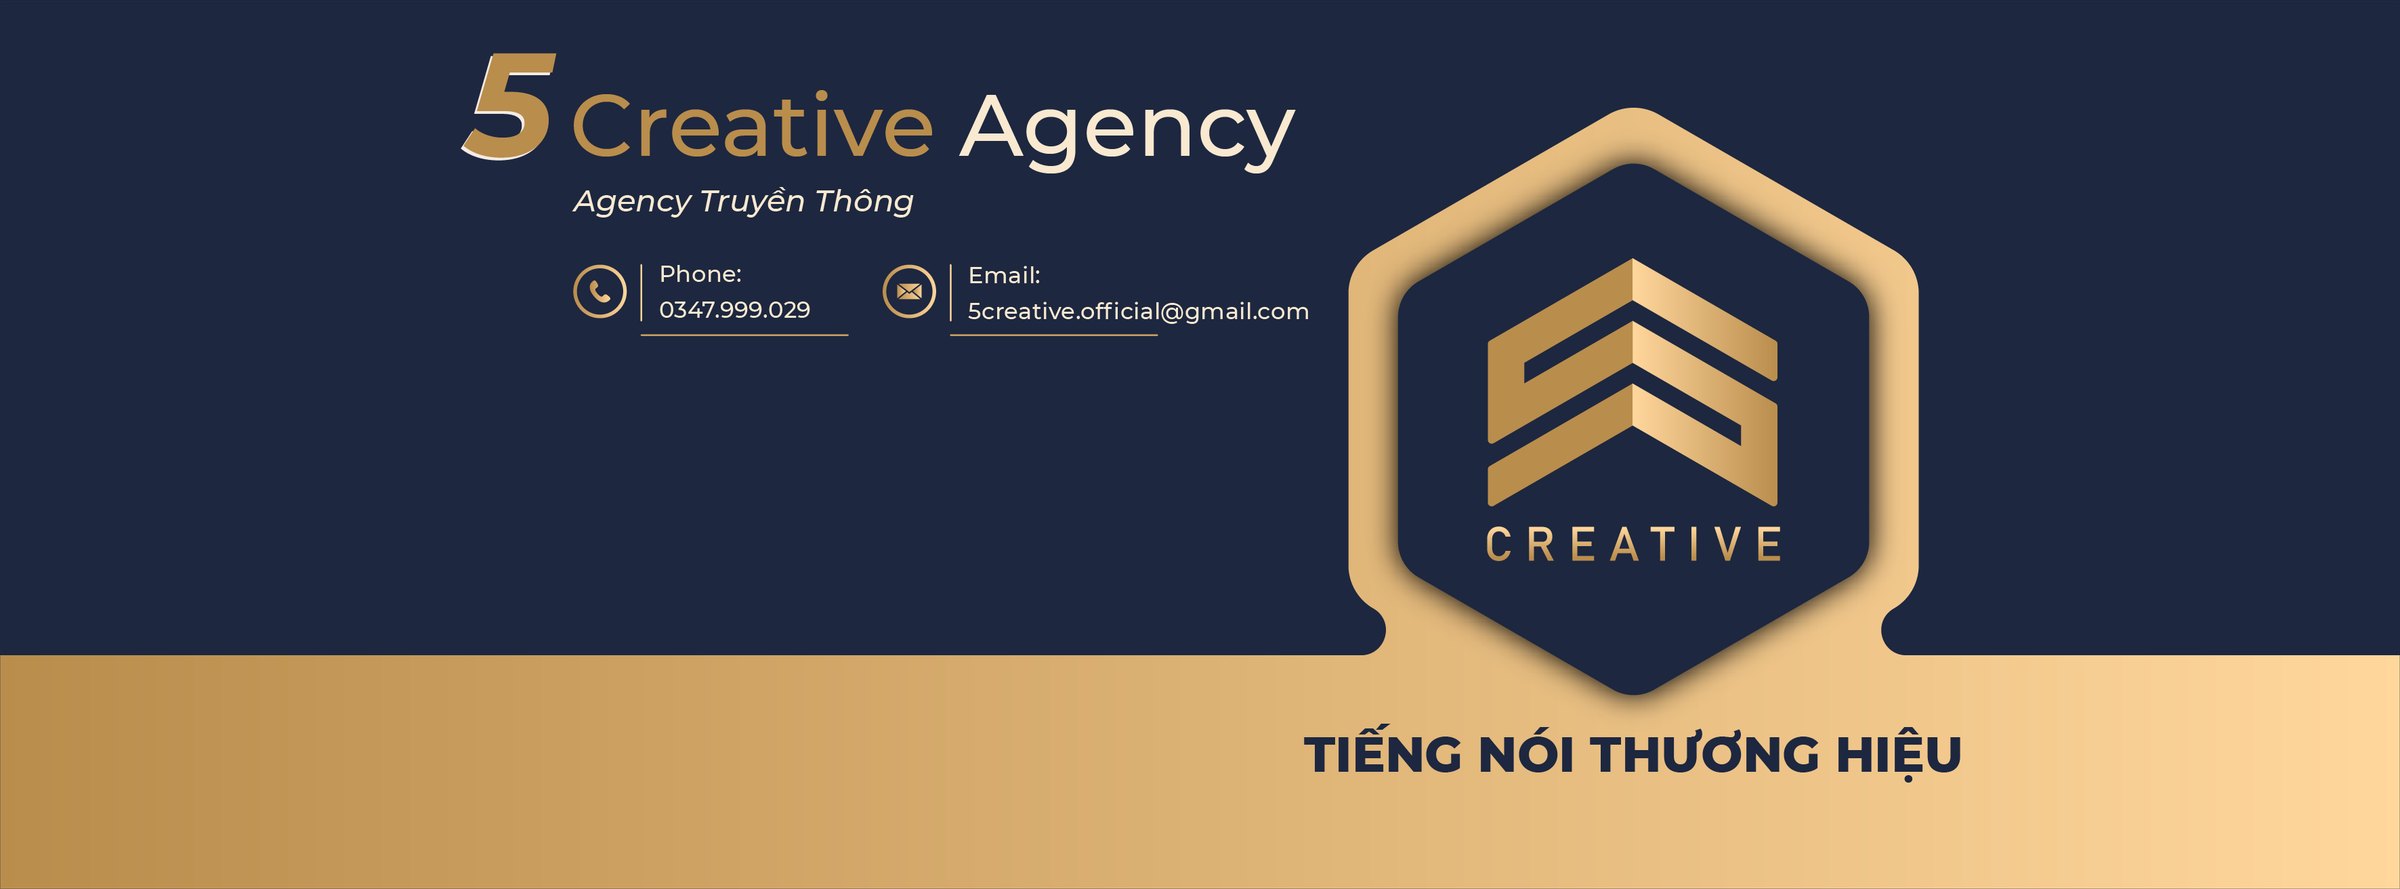 5 Creative Agency
Agency Truyền Thông
Phone:
0347.999.029
Email:
5creative.official@gmail.com
CREATIVE
TIẾNG NÓI THƯƠNG HIỆU